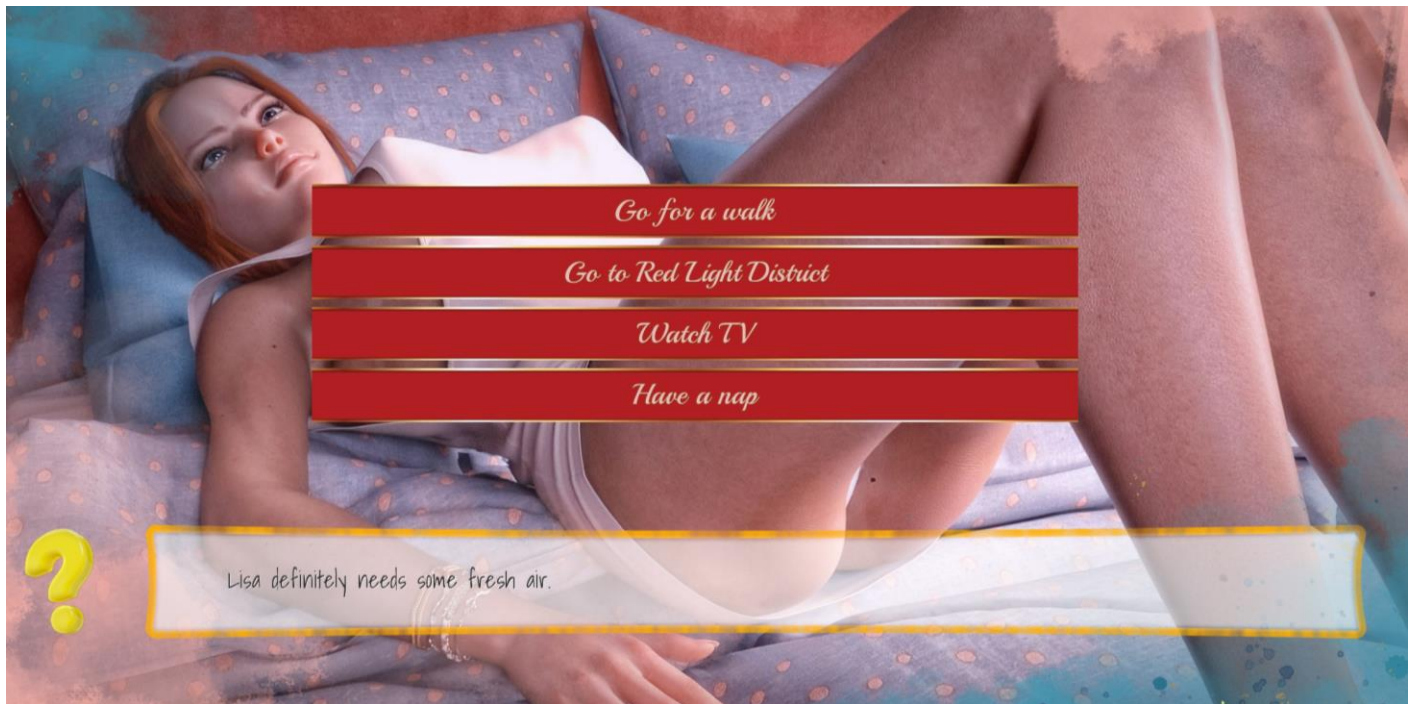 Go for a walk
Go to Red Light District
Watch TV
Have a nap
Lisa definitely needs some fresh air.
?